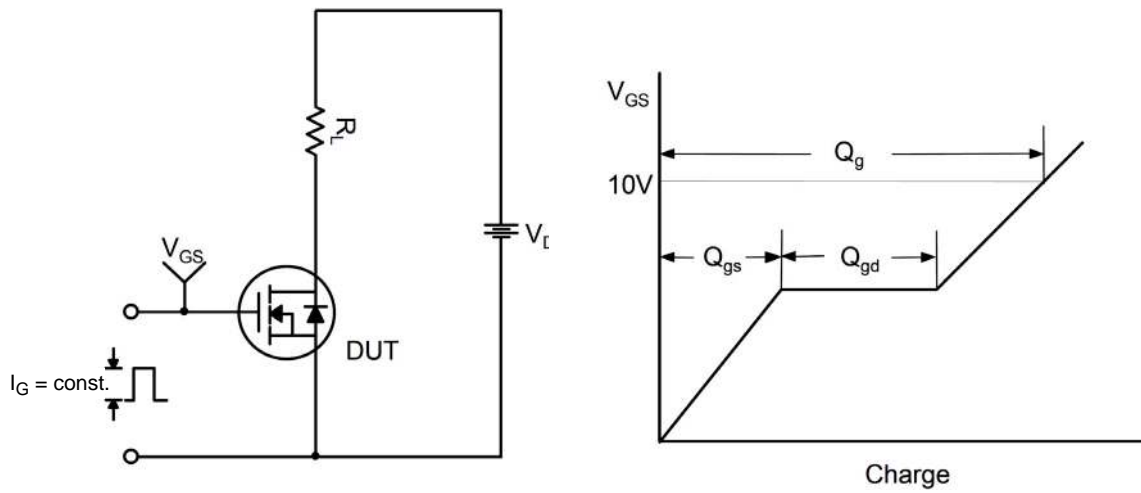 R_L
V_D
V_GS
DUT
I_G = const.
V_GS
Q_g
10V
Q_gs
Q_gd
Charge